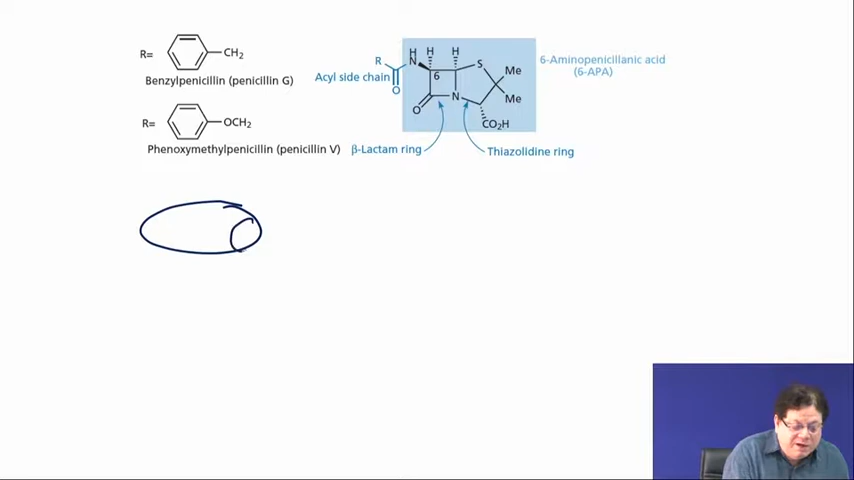 R=
CH2
Benzylpenicillin (penicillin G)
R=
OCH2
Phenoxymethylpenicillin (penicillin V)
H
H
H
R
N
S
6
Me
Acyl side chain
O
Me
O
N
CO2H
β-Lactam ring
Thiazolidine ring
6-Aminopenicillanic acid
(6-APA)